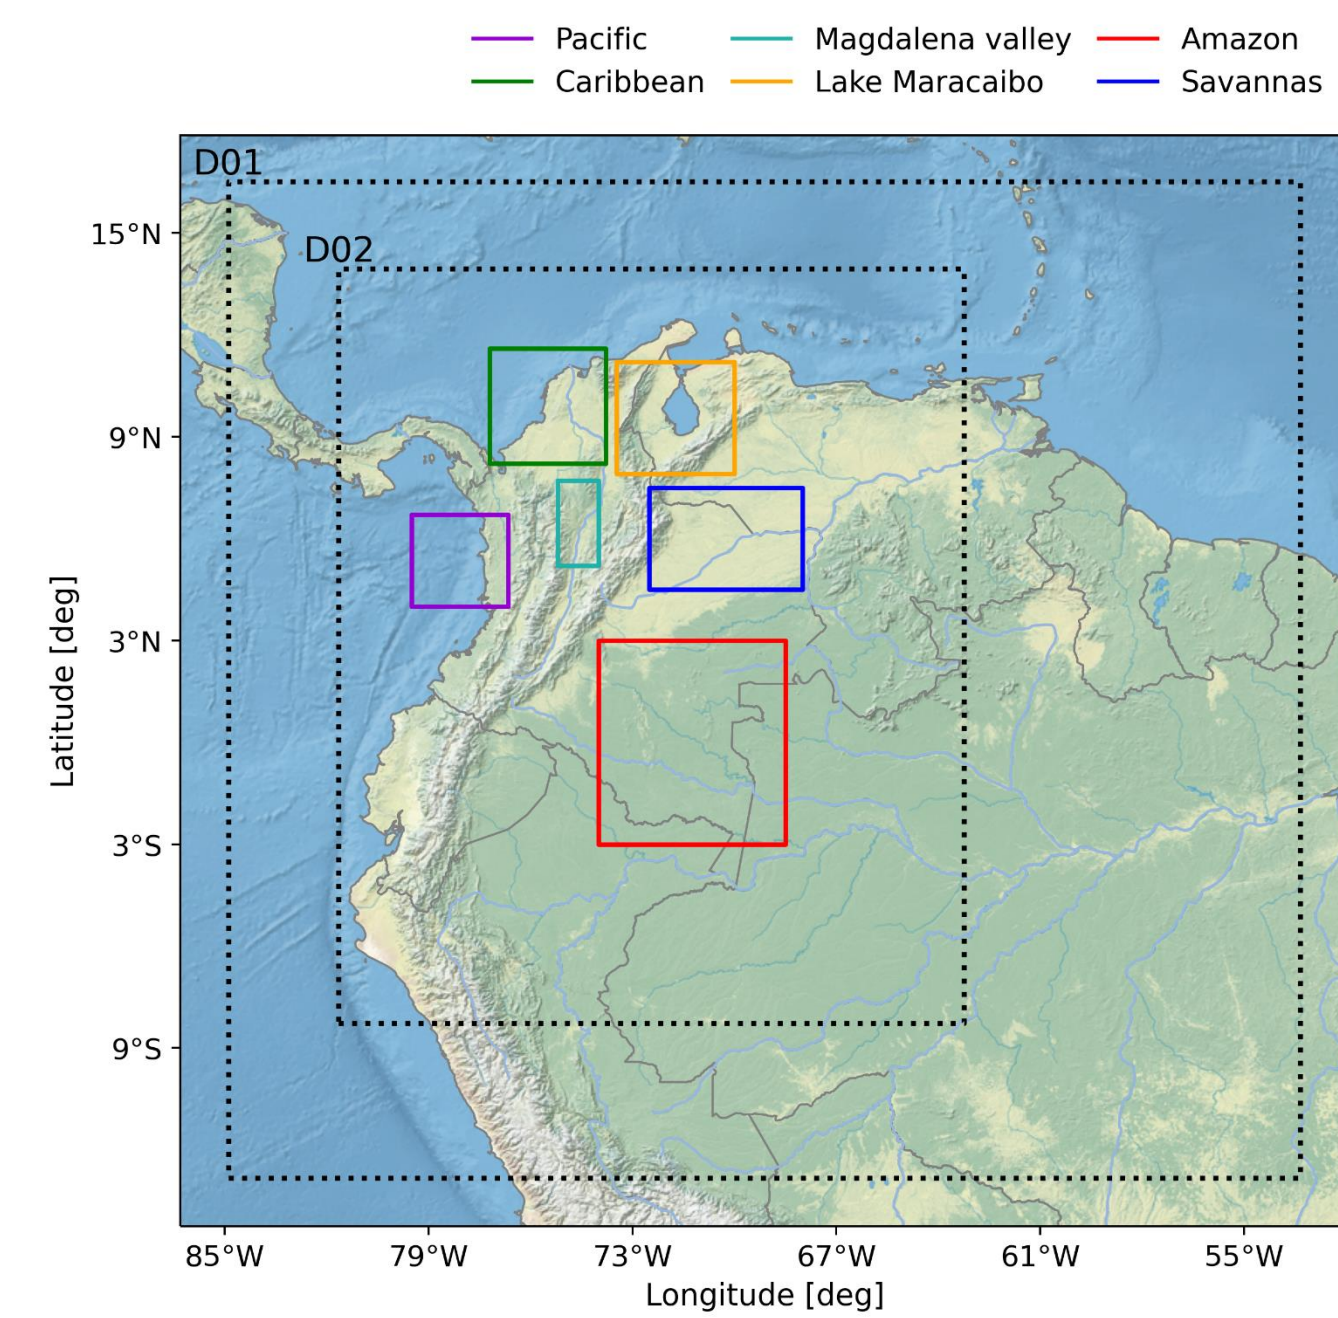 Pacific Magdalena valley Amazon
Caribbean Lake Maracaibo Savannas
D01
D02
15°N
9°N
3°N
3°S
9°S
Latitude [deg]
85°W 79°W 73°W 67°W 61°W 55°W
Longitude [deg]